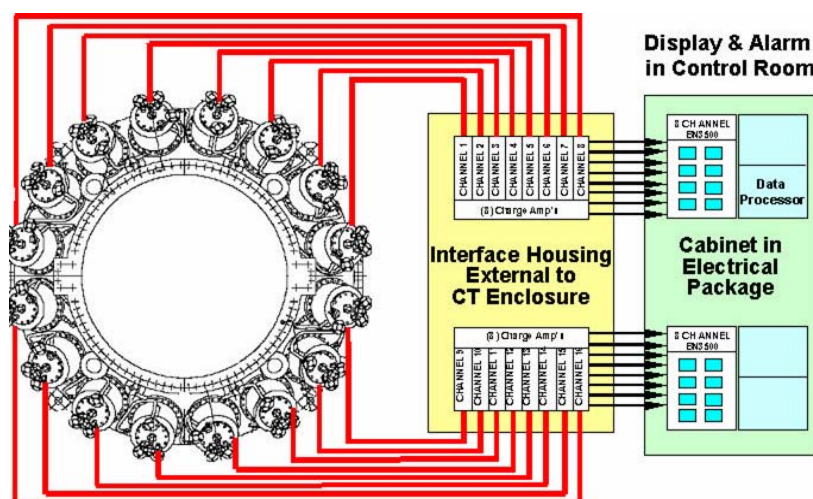 Display & Alarm
in Control Room
CHANNEL 1
CHANNEL 2
CHANNEL 3
CHANNEL 4
CHANNEL 5
CHANNEL 6
CHANNEL 7
CHANNEL 8
(8) Charge Amp's
8 CHANNEL
EN3500
Data
Processor
Interface Housing
External to
CT Enclosure
Cabinet in
Electrical
Package
(8) Charge Amp's
CHANNEL 9
CHANNEL 10
CHANNEL 11
CHANNEL 12
CHANNEL 13
CHANNEL 14
CHANNEL 15
CHANNEL 16
8 CHANNEL
EN3500